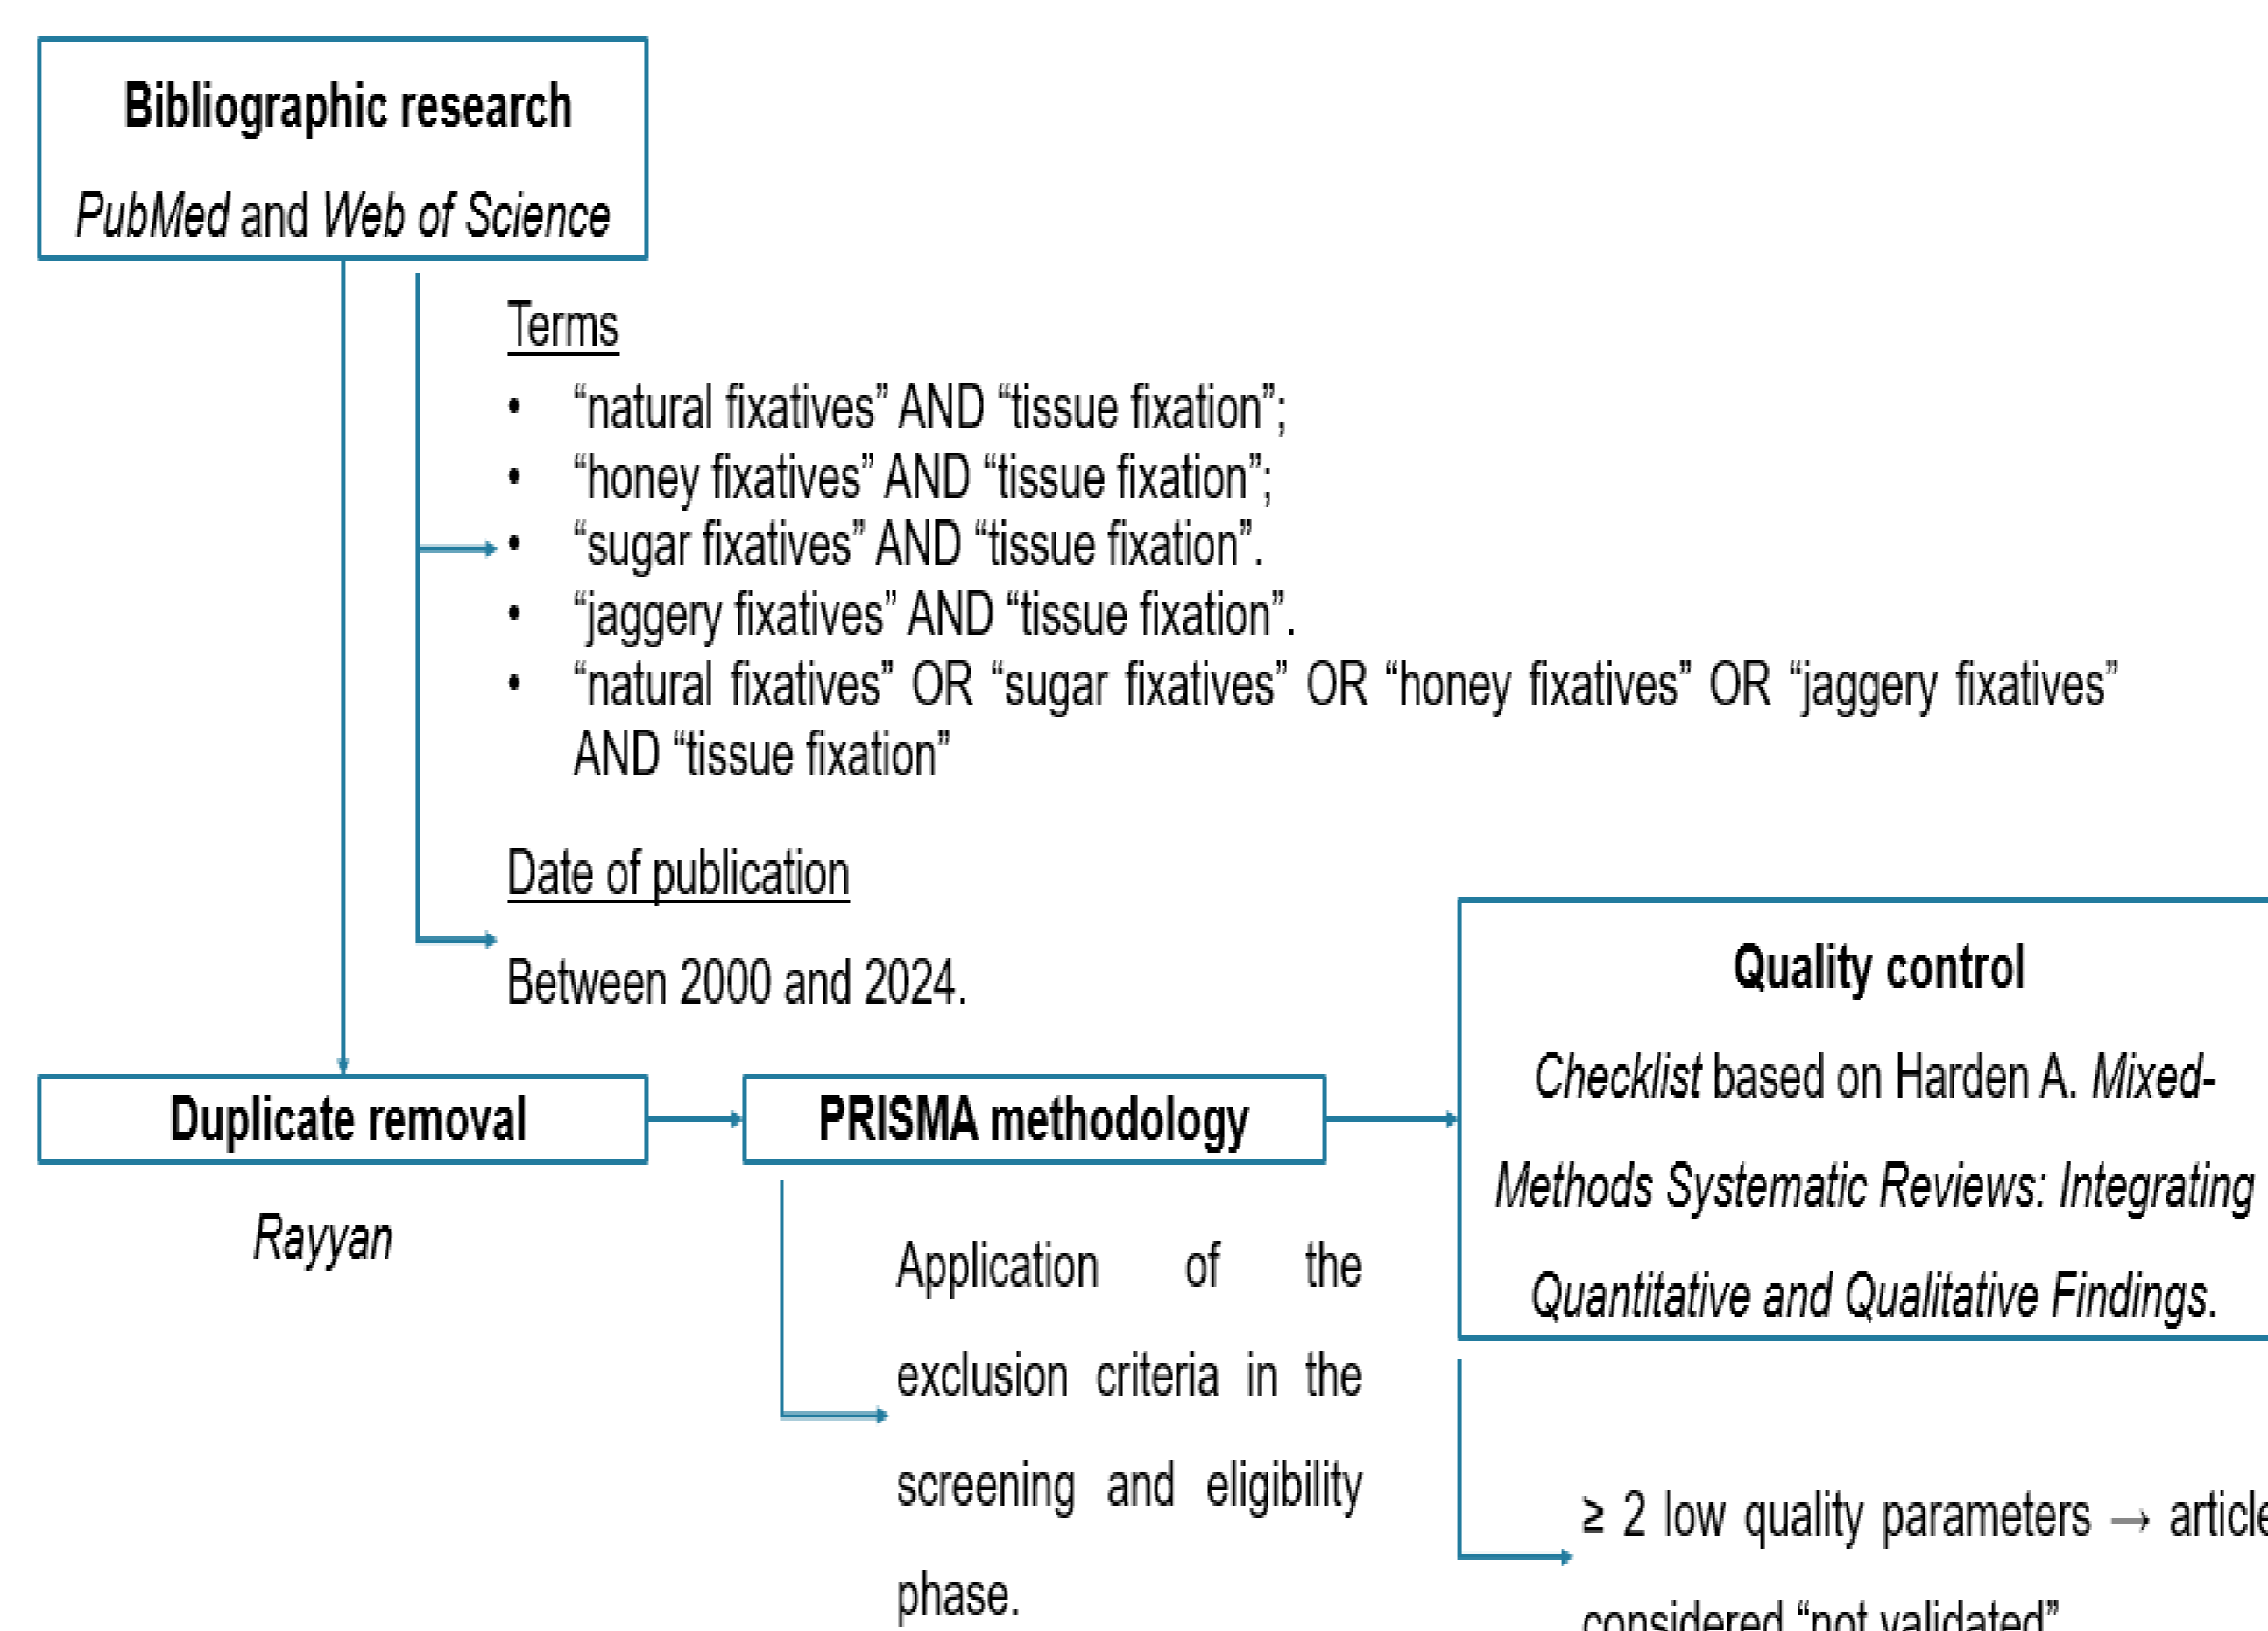 Bibliographic research
PubMed and Web of Science
Terms
• “natural fixatives” AND “tissue fixation”;
• “honey fixatives” AND “tissue fixation”;
• “sugar fixatives” AND “tissue fixation”.
• “jaggery fixatives” AND “tissue fixation”.
• “natural fixatives” OR “sugar fixatives” OR “honey fixatives” OR “jaggery fixatives”
AND “tissue fixation”
Date of publication
Between 2000 and 2024.
Duplicate removal
Rayyan
PRISMA methodology
Application of the
exclusion criteria in the
screening and eligibility
phase.
Quality control
Checklist based on Harden A. Mixed-
Methods Systematic Reviews: Integrating
Quantitative and Qualitative Findings.
≥ 2 low quality parameters → article
considered “not validated”